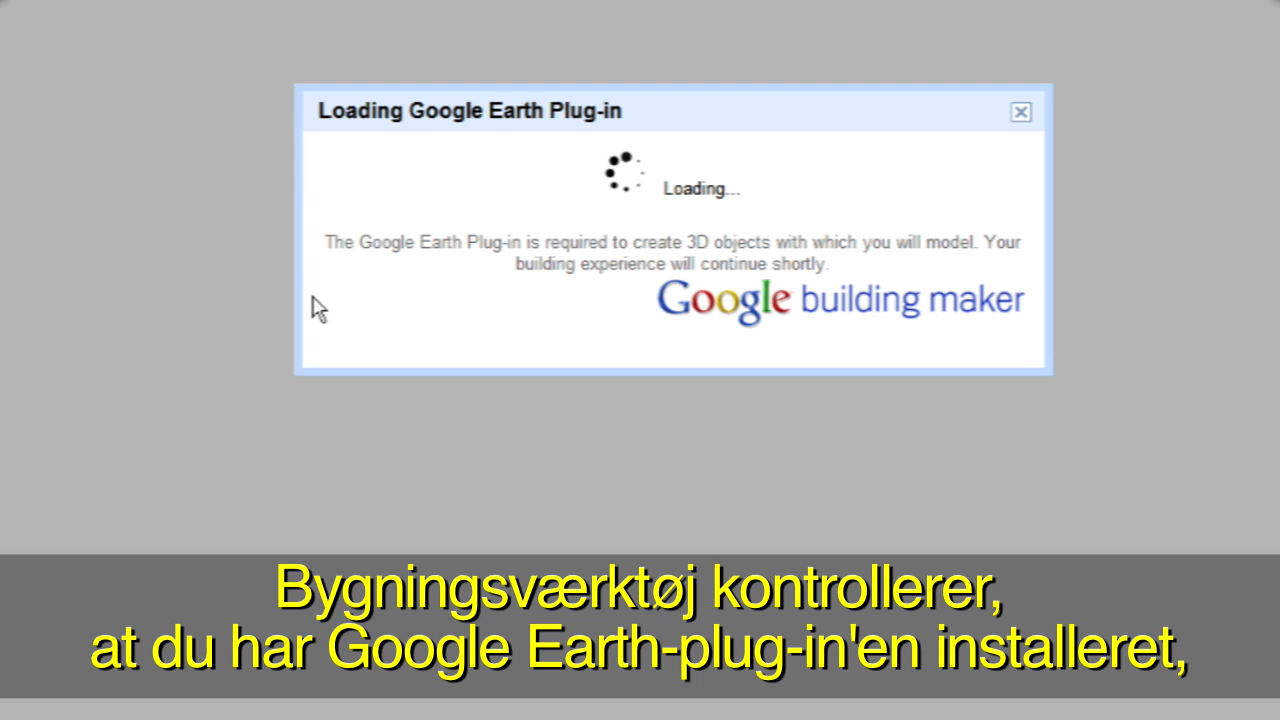 Loading Google Earth Plug-in
Loading...
The Google Earth Plug-in is required to create 3D objects with which you will model. Your
building experience will continue shortly.
Google building maker
Bygningsværktøj kontrollerer,
at du har Google Earth-plug-in'en installeret,